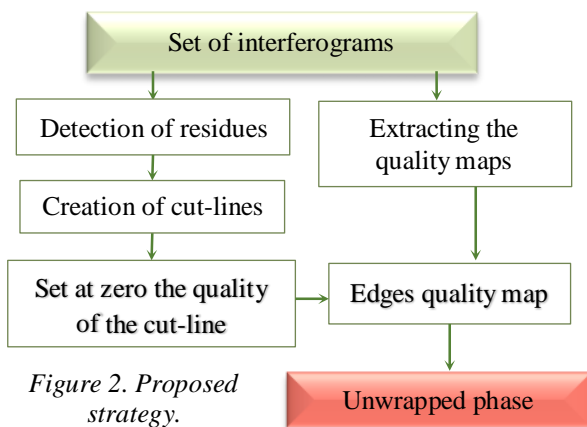 Set of interferograms
Detection of residues
Extracting the
quality maps
Creation of cut-lines
Set at zero the quality
of the cut-line
Edges quality map
Figure 2. Proposed
strategy.
Unwrapped phase